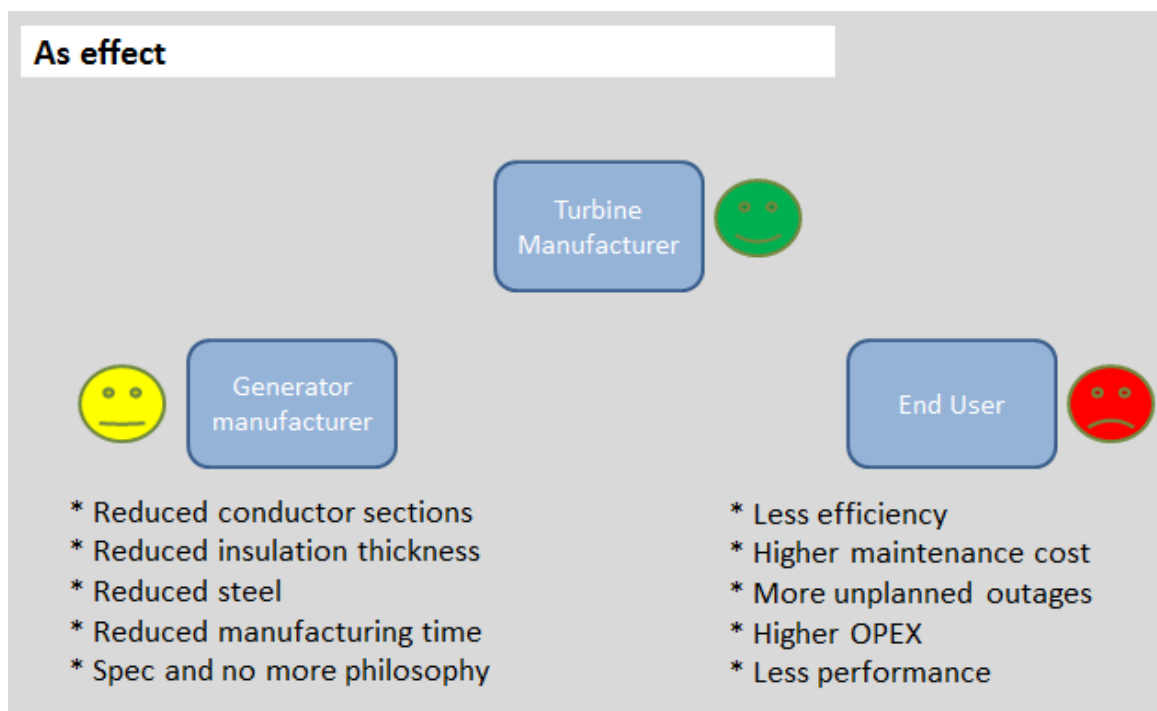 As effect
Turbine
Manufacturer
Generator
manufacturer
End User
* Reduced conductor sections
* Reduced insulation thickness
* Reduced steel
* Reduced manufacturing time
* Spec and no more philosophy
* Less efficiency
* Higher maintenance cost
* More unplanned outages
* Higher OPEX
* Less performance